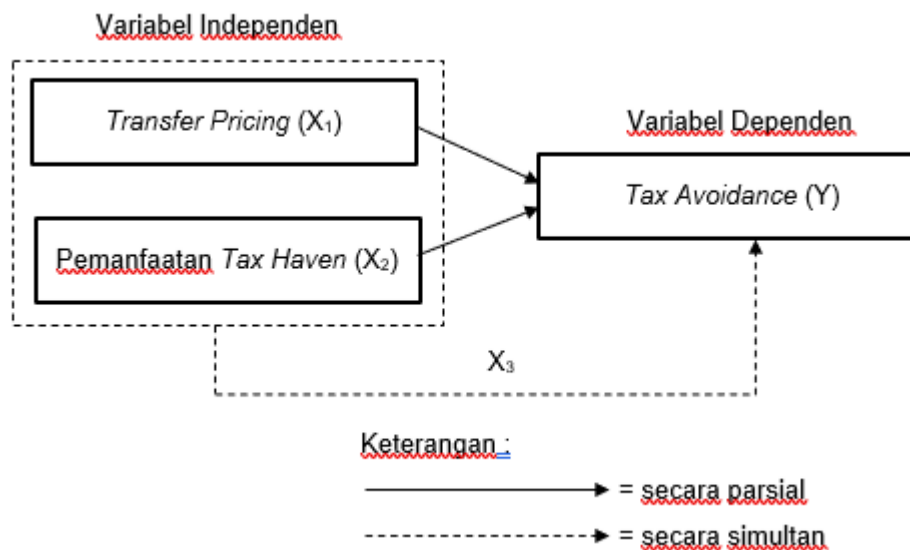 Variabel Independen
Transfer Pricing (X₁)
Variabel Dependen
Tax Avoidance (Y)
Pemanfaatan Tax Haven (X₂)
X₃
Keterangan :
= secara parsial
= secara simultan